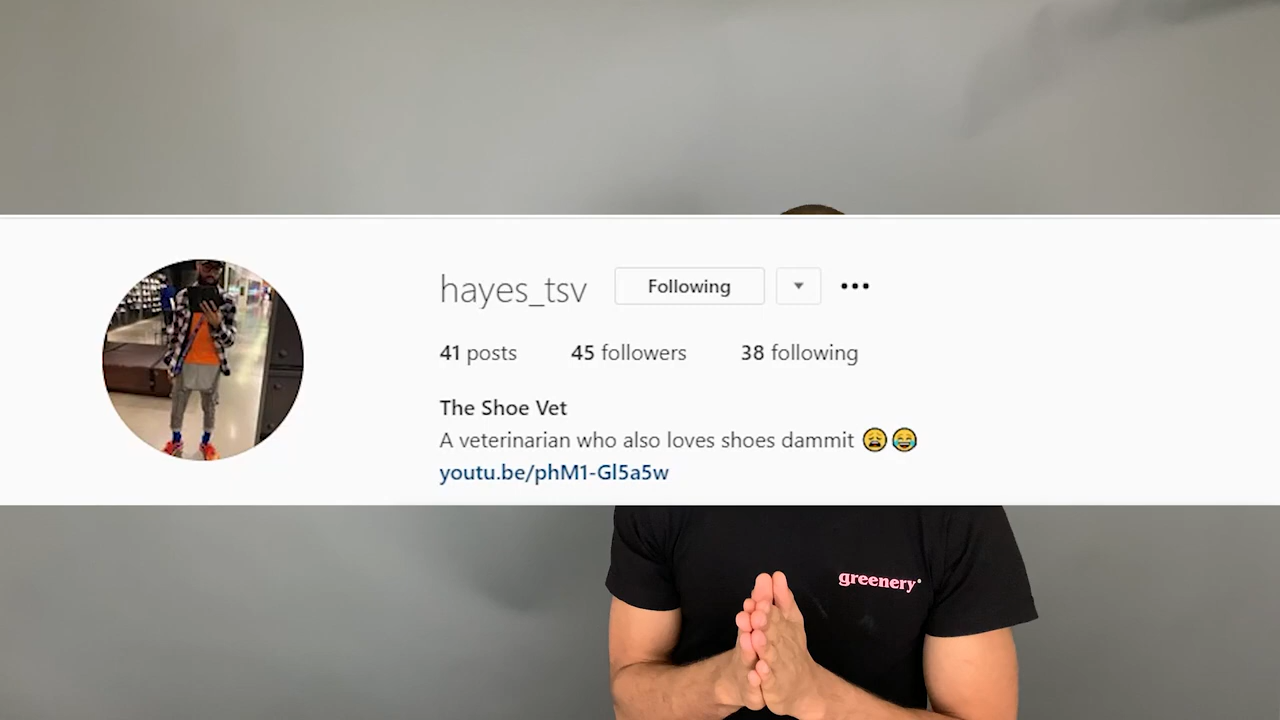 hayes_tsv Following
41 posts 45 followers 38 following
The Shoe Vet
A veterinarian who also loves shoes dammit 😩😂
youtu.be/phM1-Gl5a5w
greenery